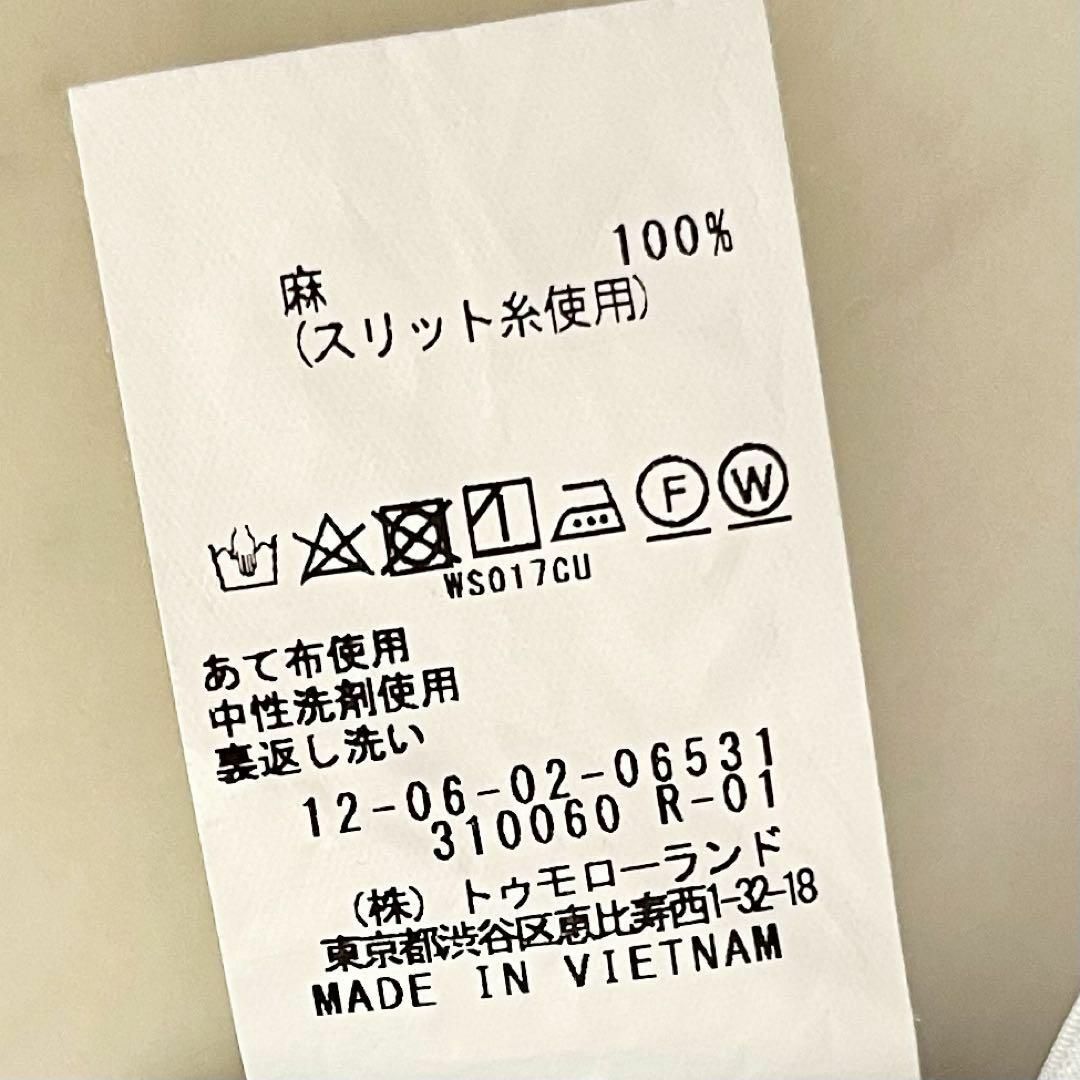 麻 100%
(スリット糸使用)
F W
WS017CU
あて布使用
中性洗剤使用
裏返し洗い
12-06-02-06531
310060 R-01
(株) トゥモローランド
東京都渋谷区恵比寿西1-32-18
MADE IN VIETNAM